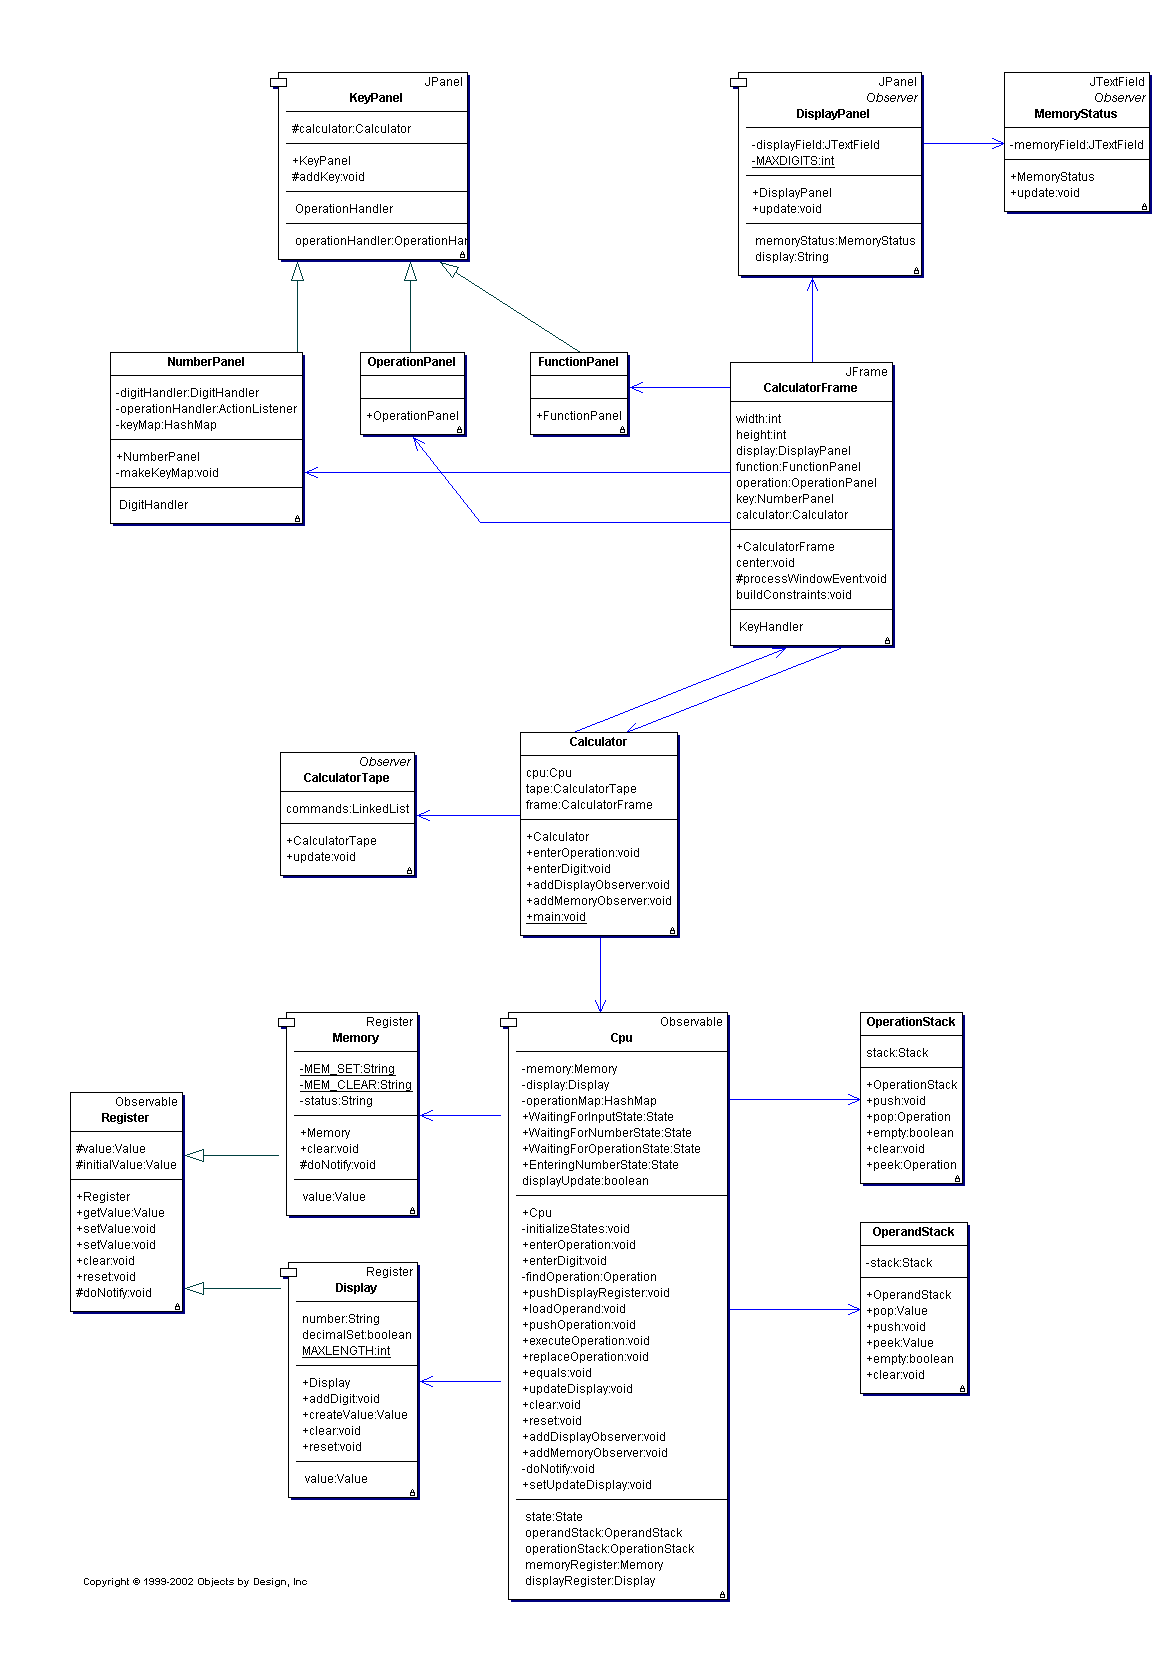 JPanel
KeyPanel
#calculator:Calculator
+KeyPanel
#addKey:void
OperationHandler
operationHandler:OperationHan
JPanel
Observer
DisplayPanel
-displayField:JTextField
-MAXDIGITS:int
+DisplayPanel
+update:void
memoryStatus:MemoryStatus
display:String
JTextField
Observer
MemoryStatus
-memoryField:JTextField
+MemoryStatus
+update:void
NumberPanel
-digitHandler:DigitHandler
-operationHandler:ActionListener
-keyMap:HashMap
+NumberPanel
-makeKeyMap:void
DigitHandler
OperationPanel
+OperationPanel
FunctionPanel
+FunctionPanel
JFrame
CalculatorFrame
width:int
height:int
display:DisplayPanel
function:FunctionPanel
operation:OperationPanel
key:NumberPanel
calculator:Calculator
+CalculatorFrame
center:void
#processWindowEvent:void
buildConstraints:void
KeyHandler
Observer
CalculatorTape
commands:LinkedList
+CalculatorTape
+update:void
Calculator
cpu:Cpu
tape:CalculatorTape
frame:CalculatorFrame
+Calculator
+enterOperation:void
+enterDigit:void
+addDisplayObserver:void
+addMemoryObserver:void
+main:void
Observable
Register
#value:Value
#initialValue:Value
+Register
+getValue:Value
+setValue:void
+setValue:void
+clear:void
+reset:void
#doNotify:void
Register
Memory
-MEM_SET:String
-MEM_CLEAR:String
-status:String
+Memory
+clear:void
#doNotify:void
value:Value
Register
Display
number:String
decimalSet:boolean
MAXLENGTH:int
+Display
+addDigit:void
+createValue:Value
+clear:void
+reset:void
value:Value
Observable
Cpu
-memory:Memory
-display:Display
-operationMap:HashMap
+WaitingForInputState:State
+WaitingForNumberState:State
+WaitingForOperationState:State
+EnteringNumberState:State
displayUpdate:boolean
+Cpu
-initializeStates:void
+enterOperation:void
+enterDigit:void
-findOperation:Operation
+pushDisplayRegister:void
+loadOperand:void
+pushOperation:void
+executeOperation:void
+replaceOperation:void
+equals:void
+updateDisplay:void
+clear:void
+reset:void
+addDisplayObserver:void
+addMemoryObserver:void
-doNotify:void
+setUpdateDisplay:void
state:State
operandStack:OperandStack
operationStack:OperationStack
memoryRegister:Memory
displayRegister:Display
OperationStack
stack:Stack
+OperationStack
+push:void
+pop:Operation
+empty:boolean
+clear:void
+peek:Operation
OperandStack
-stack:Stack
+OperandStack
+pop:Value
+push:void
+peek:Value
+empty:boolean
+clear:void
Copyright © 1999-2002 Objects by Design, Inc